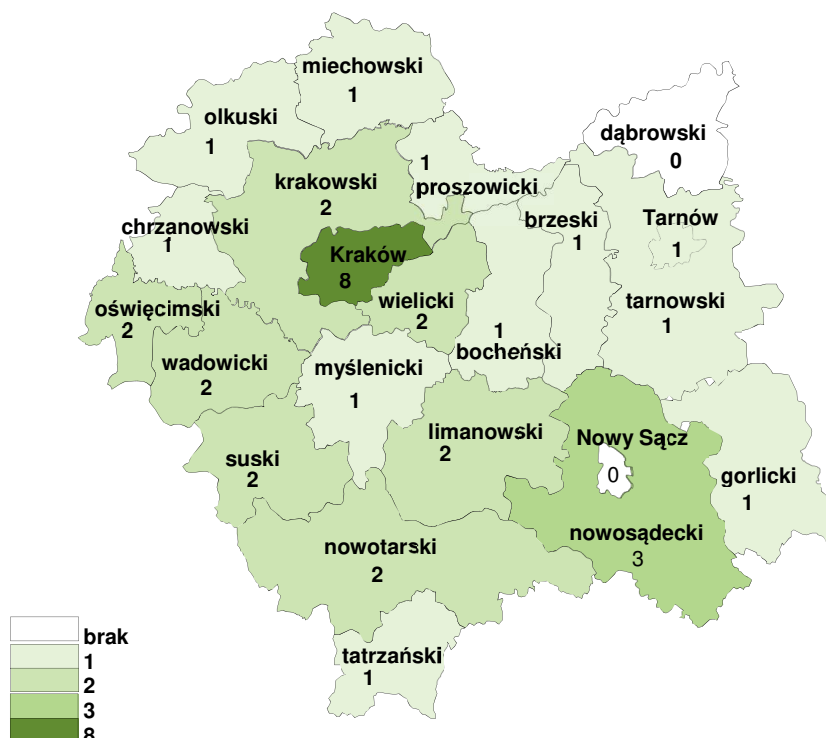 miechowski
1
olkuski
1
dąbrowski
0
krakowski
2
1
proszowicki
chrzanowski
1
brzeski
1
Tarnów
1
Kraków
8
wielicki
2
oświęcimski
2
tarnowski
1
1
bocheński
wadowicki
2
myślenicki
1
limanowski
2
Nowy Sącz
0
suski
2
gorlicki
1
nowosądecki
3
nowotarski
2
tatrzański
1
brak
1
2
3
8